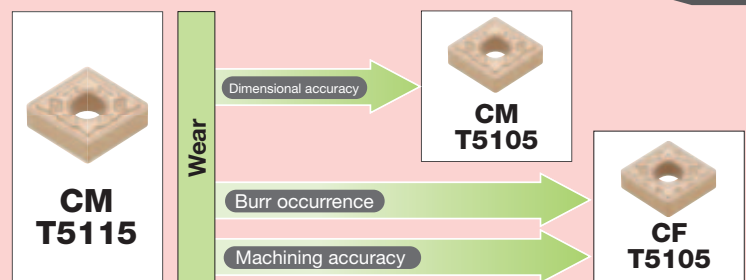 CM
T5115
Wear
Dimensional accuracy
CM
T5105
Burr occurrence
Machining accuracy
CF
T5105